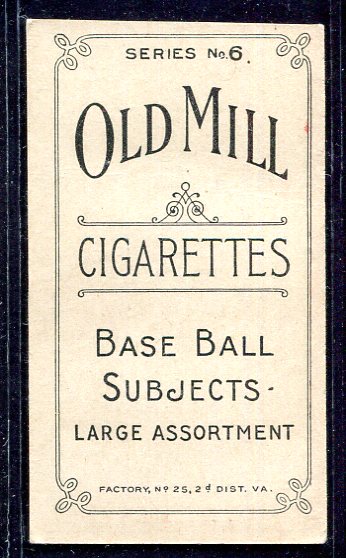 SERIES No. 6.
OLD MILL
CIGARETTES
BASE BALL
SUBJECTS-
LARGE ASSORTMENT
FACTORY, No 25, 2d DIST. VA.